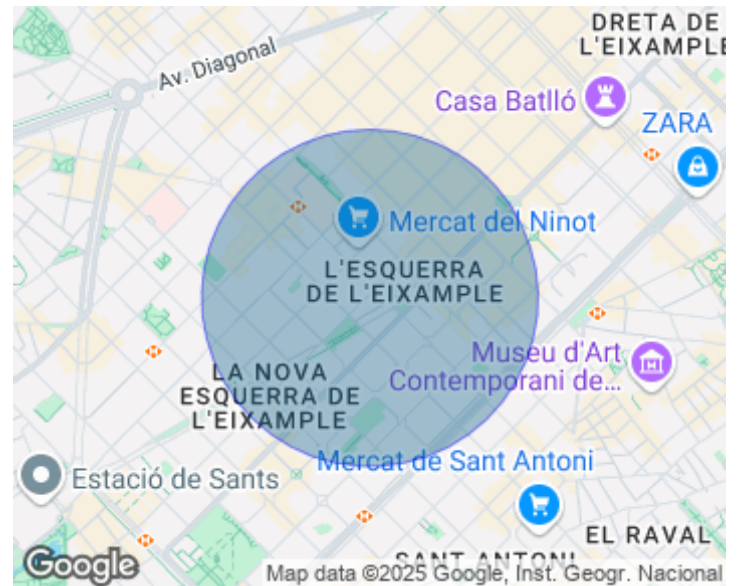 DRETA DE
L'EIXAMPLE
Av. Diagonal
Casa Batlló
ZARA
Mercat del Ninot
L'ESQUERRA
DE L'EIXAMPLE
Museu d'Art
Contemporani de...
LA NOVA
ESQUERRA DE
L'EIXAMPLE
Mercat de Sant Antoni
Estació de Sants
EL RAVAL
SANT ANTONI
Google
Map data ©2025 Google, Inst. Geogr. Nacional